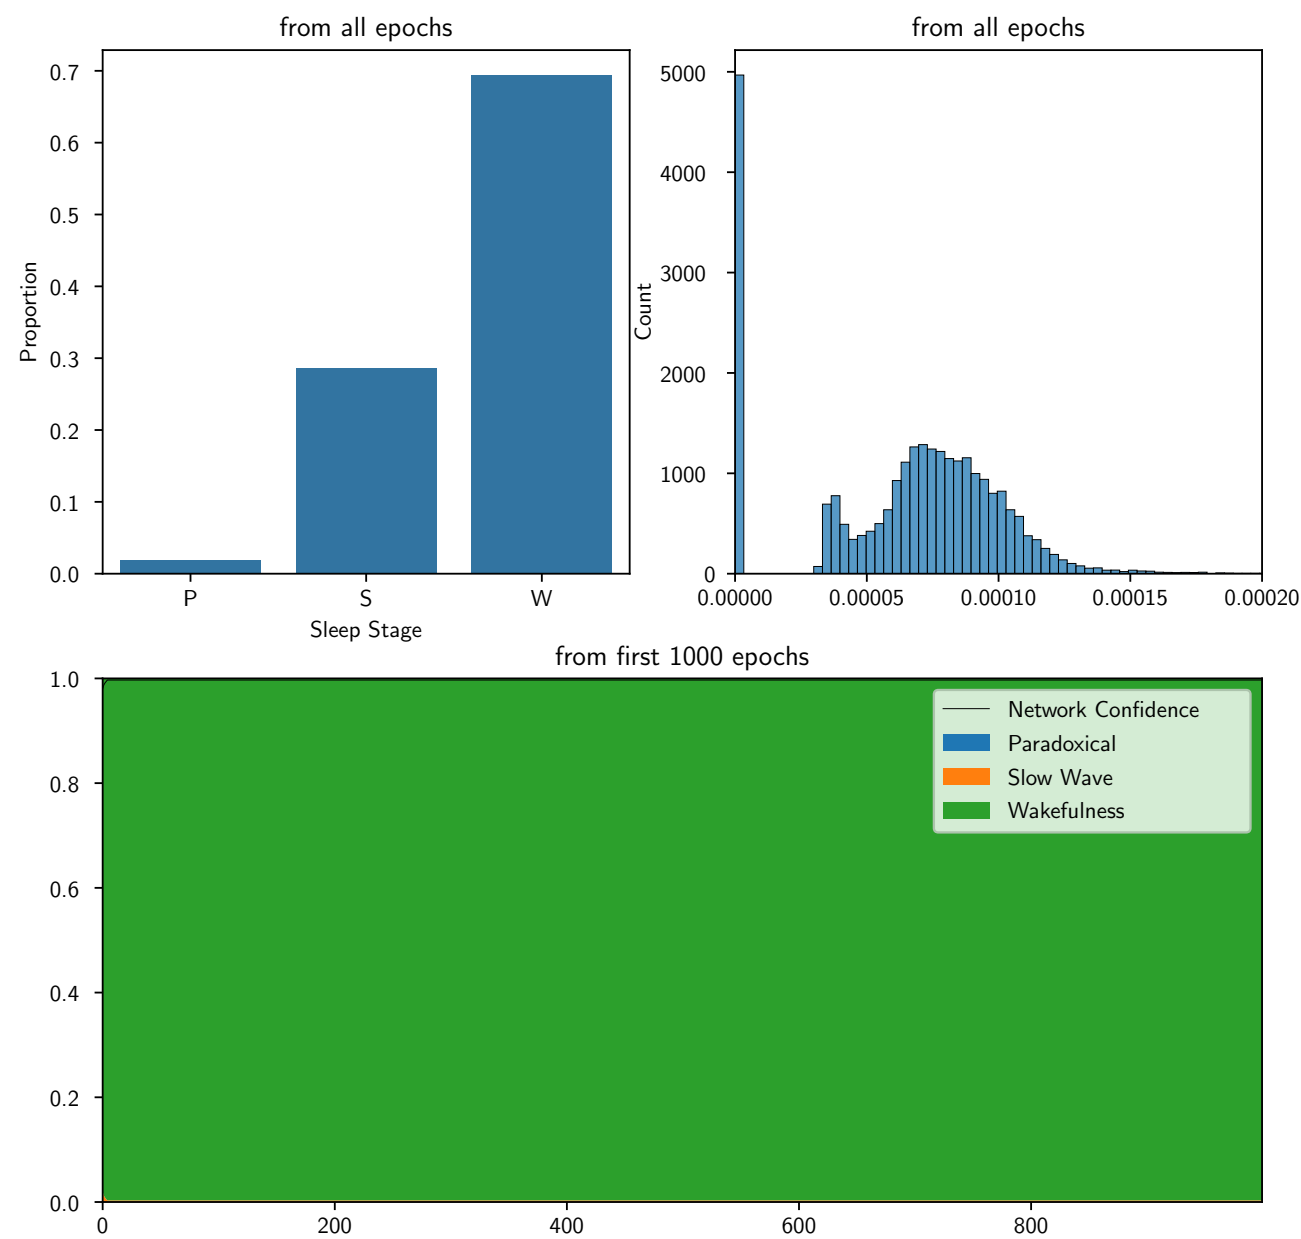 from all epochs
0.7
0.6
0.5
0.4
0.3
0.2
0.1
0.0
Proportion
P S W
Sleep Stage
from all epochs
5000
4000
3000
2000
1000
0
Count
0.00000 0.00005 0.00010 0.00015 0.00020
from first 1000 epochs
1.0
0.8
0.6
0.4
0.2
0.0
Network Confidence
Paradoxical
Slow Wave
Wakefulness
0 200 400 600 800